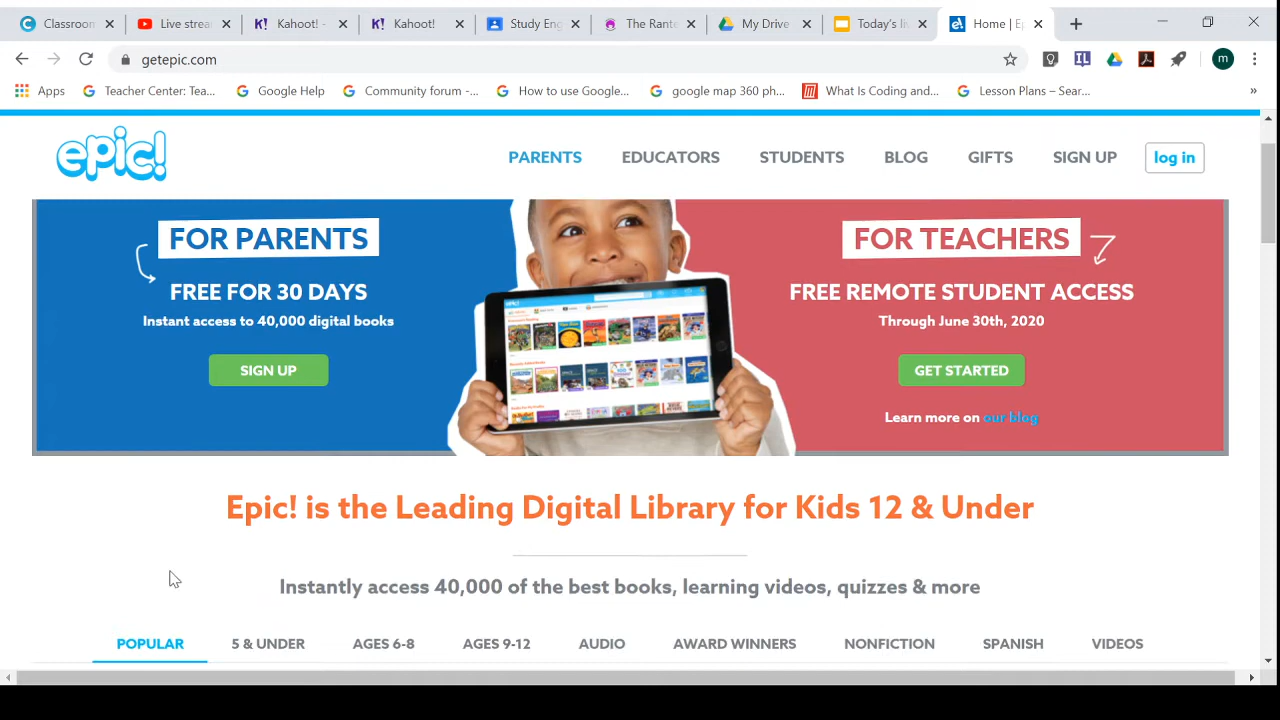 Classroom
Live strea
Kahoot! -
Kahoot!
Study Eng
The Rante
My Drive
Today's li
Home | Ep
getepic.com
m
Apps
Teacher Center: Tea...
Google Help
Community forum -...
How to use Google...
google map 360 ph...
What Is Coding and...
Lesson Plans – Sear...
»
epic!
PARENTS
EDUCATORS
STUDENTS
BLOG
GIFTS
SIGN UP
log in
FOR PARENTS
FREE FOR 30 DAYS
Instant access to 40,000 digital books
SIGN UP
FOR TEACHERS
FREE REMOTE STUDENT ACCESS
Through June 30th, 2020
GET STARTED
Learn more on our blog
Epic! is the Leading Digital Library for Kids 12 & Under
Instantly access 40,000 of the best books, learning videos, quizzes & more
POPULAR
5 & UNDER
AGES 6-8
AGES 9-12
AUDIO
AWARD WINNERS
NONFICTION
SPANISH
VIDEOS